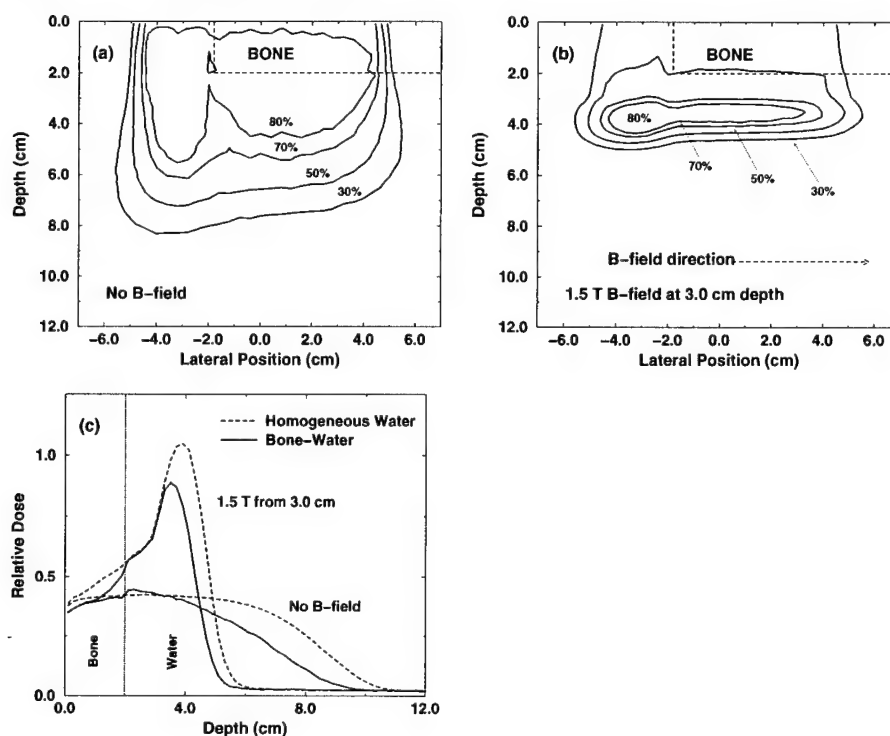 (a)
BONE
80%
70%
50%
30%
No B-field
0.0
2.0
4.0
6.0
8.0
10.0
12.0
Depth (cm)
-6.0 -4.0 -2.0 0.0 2.0 4.0 6.0
Lateral Position (cm)
(b)
BONE
80%
70%
50%
30%
B-field direction
1.5 T B-field at 3.0 cm depth
0.0
2.0
4.0
6.0
8.0
10.0
12.0
Depth (cm)
-6.0 -4.0 -2.0 0.0 2.0 4.0 6.0
Lateral Position (cm)
(c)
Homogeneous Water
Bone-Water
1.5 T from 3.0 cm
No B-field
Bone
Water
1.0
0.5
0.0
Relative Dose
0.0 4.0 8.0 12.0
Depth (cm)